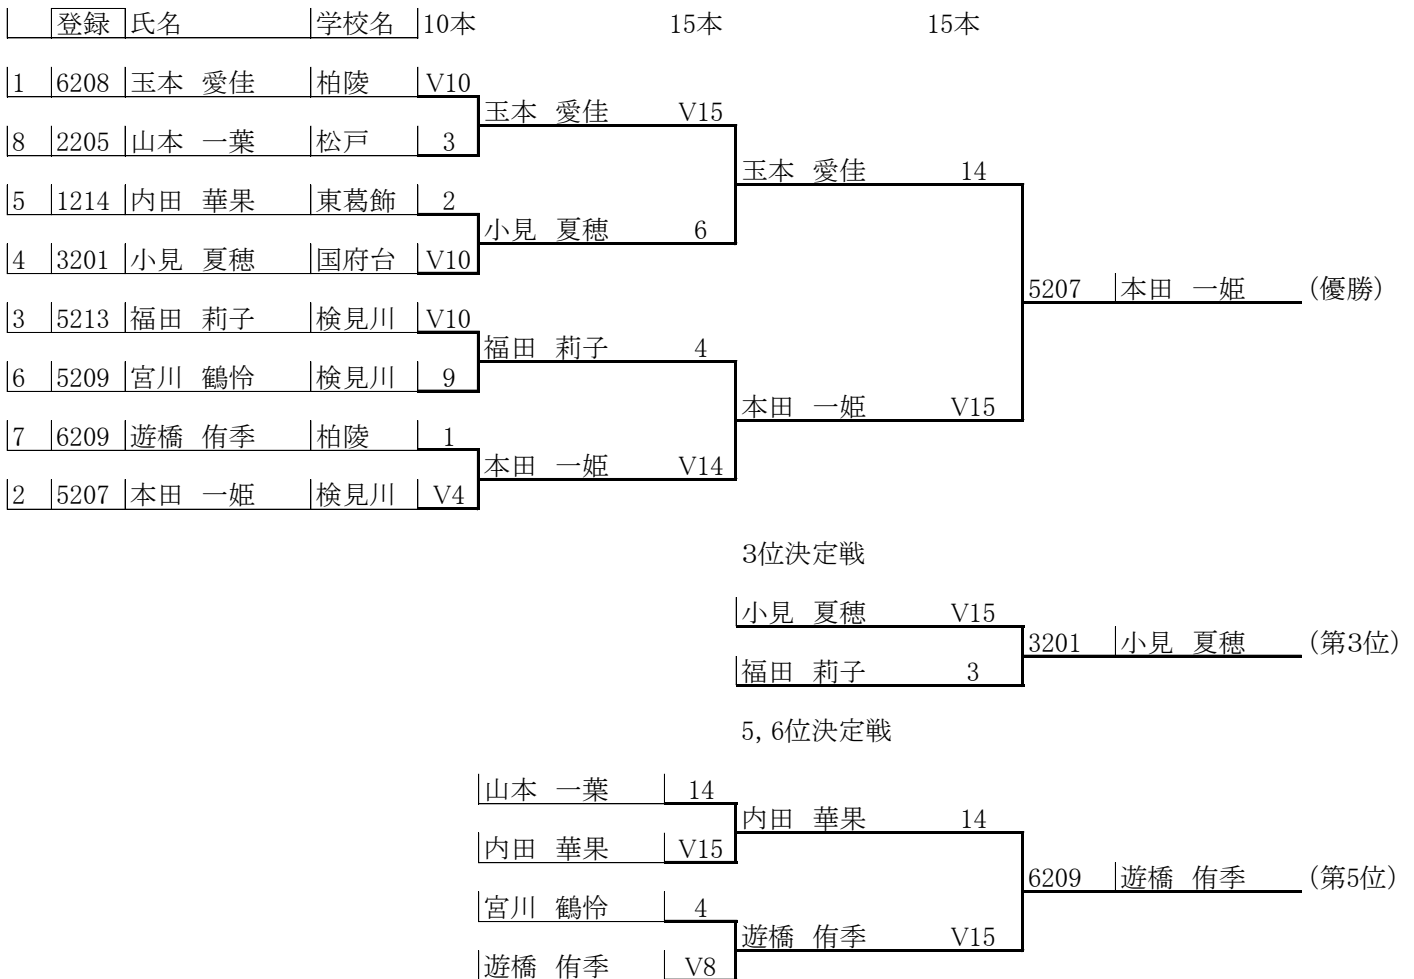 登録 氏名 学校名 10本 15本 15本
1 6208 玉本 愛佳 柏陵 V10
玉本 愛佳 V15
8 2205 山本 一葉 松戸 3
玉本 愛佳 14
5 1214 内田 華果 東葛飾 2
小見 夏穂 6
4 3201 小見 夏穂 国府台 V10
5207 本田 一姫 (優勝)
3 5213 福田 莉子 検見川 V10
福田 莉子 4
6 5209 宮川 鶴怜 検見川 9
本田 一姫 V15
7 6209 遊橋 侑季 柏陵 1
本田 一姫 V14
2 5207 本田 一姫 検見川 V4
3位決定戦
小見 夏穂 V15
3201 小見 夏穂 (第3位)
福田 莉子 3
5, 6位決定戦
山本 一葉 14
内田 華果 14
内田 華果 V15
6209 遊橋 侑季 (第5位)
宮川 鶴怜 4
遊橋 侑季 V15
遊橋 侑季 V8